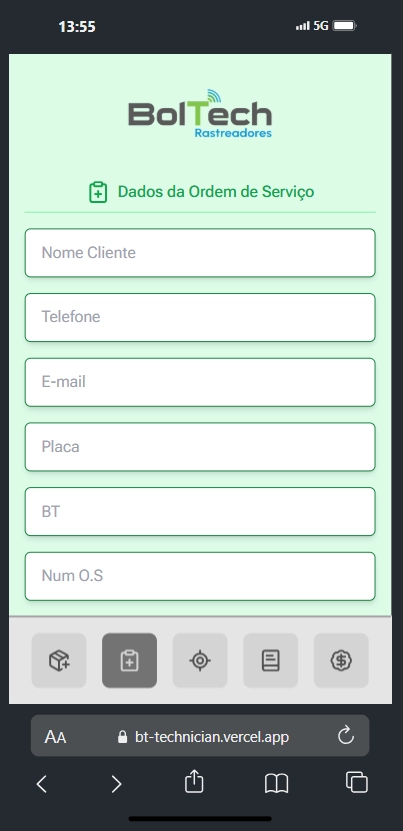 13:55
5G
BolTech
Rastreadores
Dados da Ordem de Serviço
Nome Cliente
Telefone
E-mail
Placa
BT
Num O.S
AA bt-technician.vercel.app